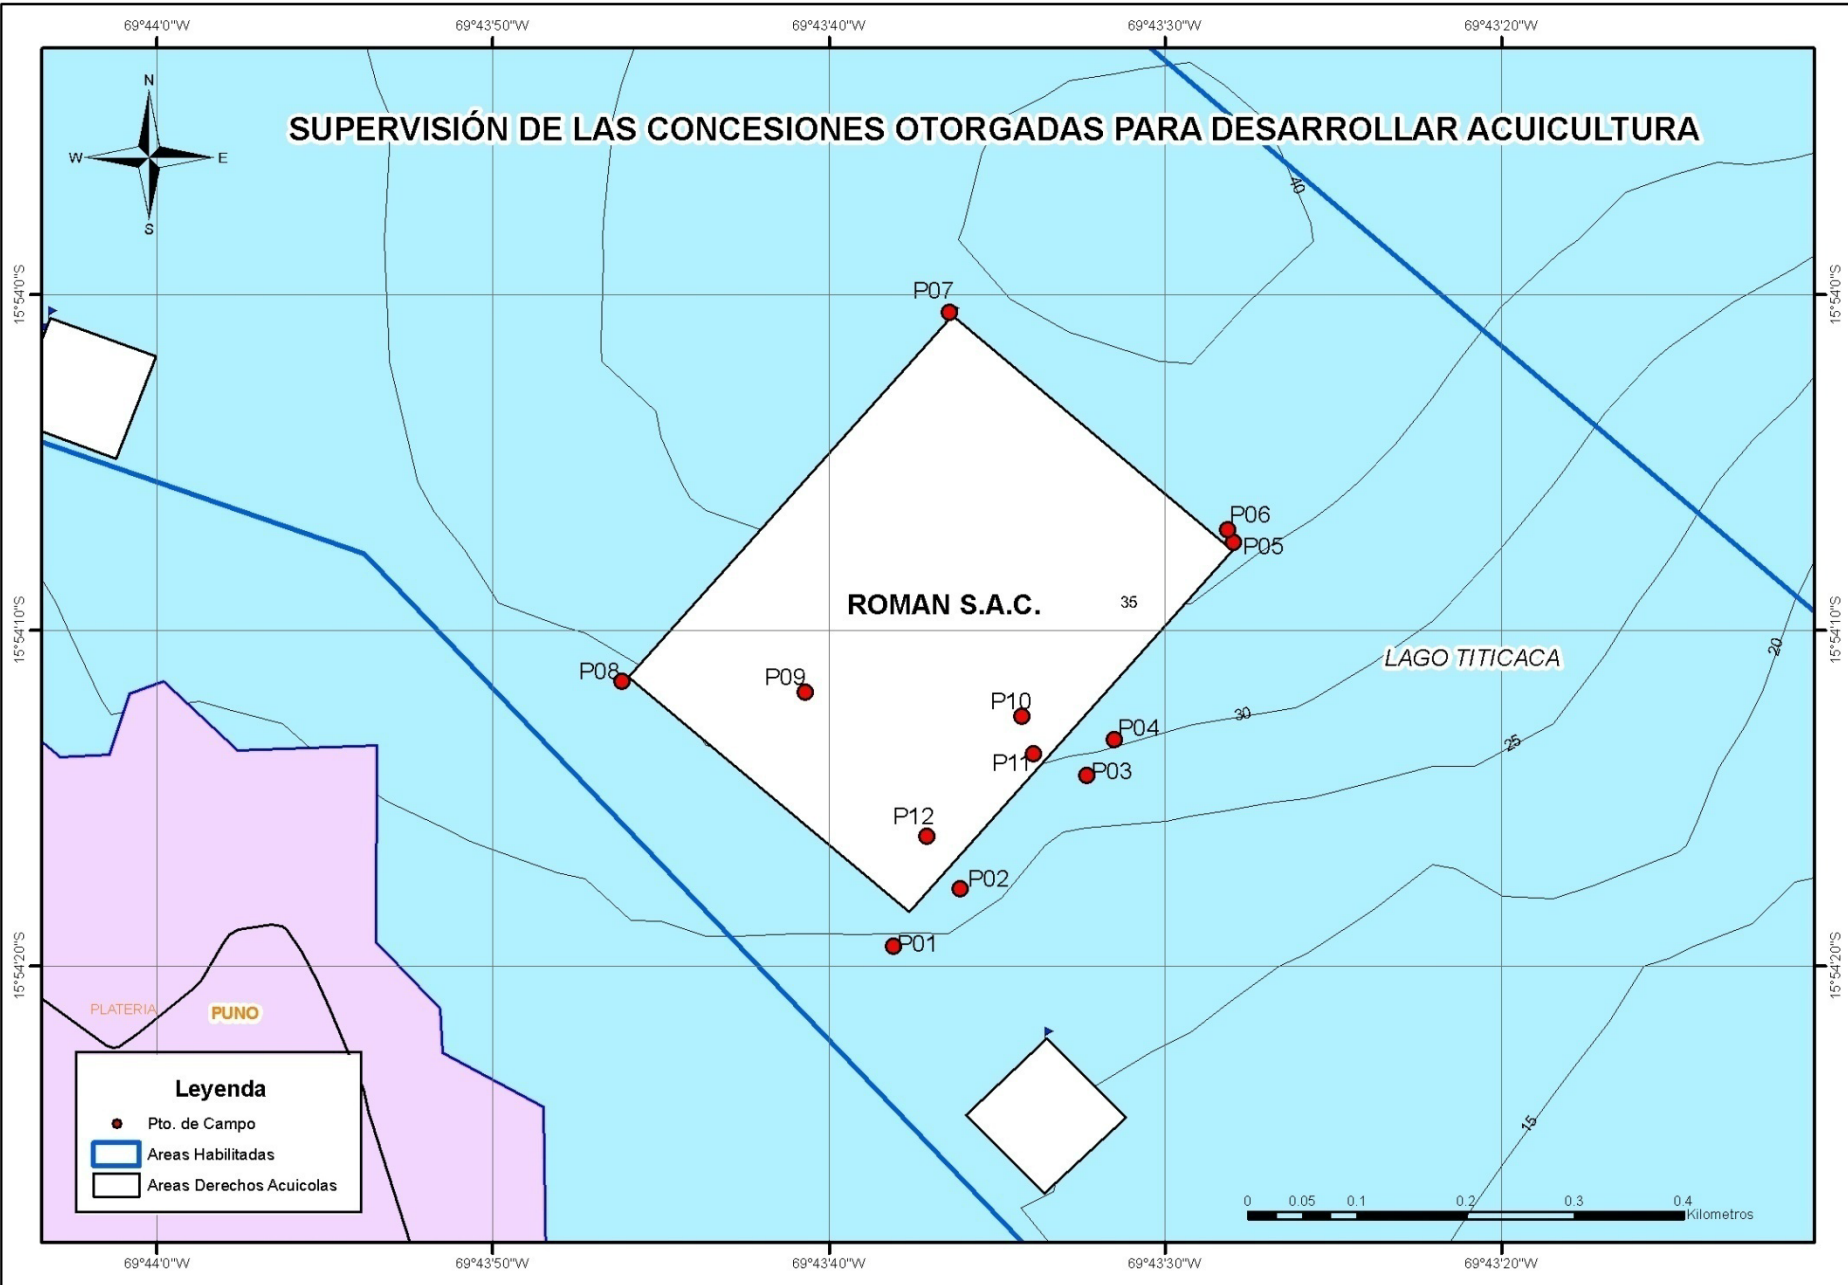 69°44'0"W
69°43'50"W
69°43'40"W
69°43'30"W
69°43'20"W
N
W
E
S
SUPERVISIÓN DE LAS CONCESIONES OTORGADAS PARA DESARROLLAR ACUICULTURA
40
15°54'0"S
15°54'0"S
P07
P06
P05
ROMAN S.A.C.
35
15°54'10"S
15°54'10"S
LAGO TITICACA
20
P08
P09
P10
P04
30
25
P11
P03
P12
P02
P01
15°54'20"S
15°54'20"S
PLATERIA
PUNO
15
Leyenda
Pto. de Campo
Areas Habilitadas
Areas Derechos Acuicolas
0 0.05 0.1 0.2 0.3 0.4
Kilometros
69°44'0"W
69°43'50"W
69°43'40"W
69°43'30"W
69°43'20"W